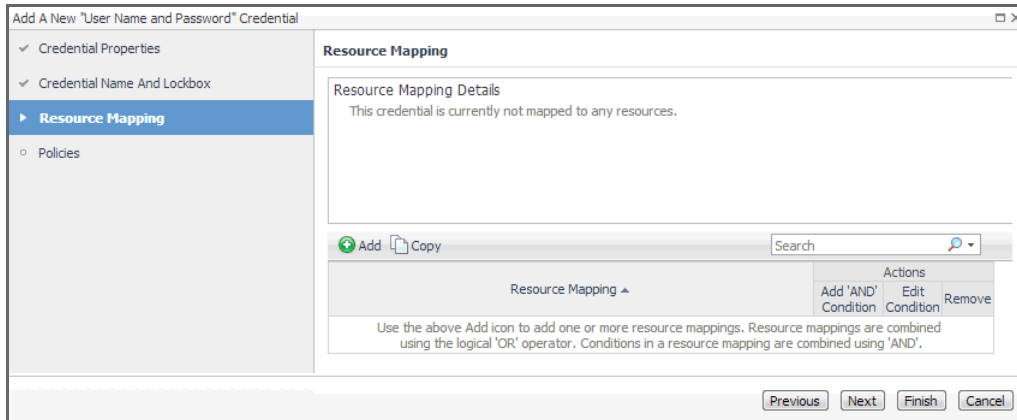 Add A New "User Name and Password" Credential
Credential Properties
Credential Name And Lockbox
Resource Mapping
Policies
Resource Mapping
Resource Mapping Details
This credential is currently not mapped to any resources.
Add Copy
Search
Resource Mapping
Actions
Add 'AND' Condition
Edit Condition
Remove
Use the above Add icon to add one or more resource mappings. Resource mappings are combined
using the logical 'OR' operator. Conditions in a resource mapping are combined using 'AND'.
Previous Next Finish Cancel